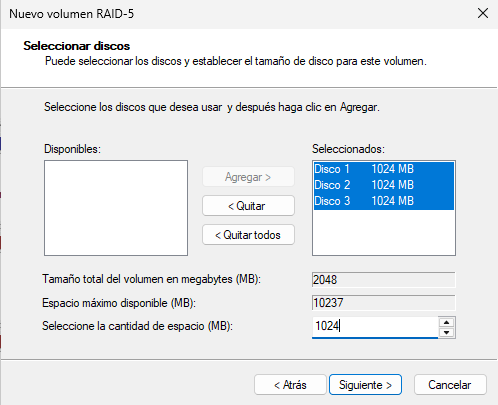 Nuevo volumen RAID-5
Seleccionar discos
Puede seleccionar los discos y establecer el tamaño de disco para este volumen.
Seleccione los discos que desea usar y después haga clic en Agregar.
Disponibles:
Seleccionados:
Disco 1 1024 MB
Disco 2 1024 MB
Disco 3 1024 MB
Agregar >
< Quitar
< Quitar todos
Tamaño total del volumen en megabytes (MB): 2048
Espacio máximo disponible (MB): 10237
Seleccione la cantidad de espacio (MB): 1024
< Atrás
Siguiente >
Cancelar